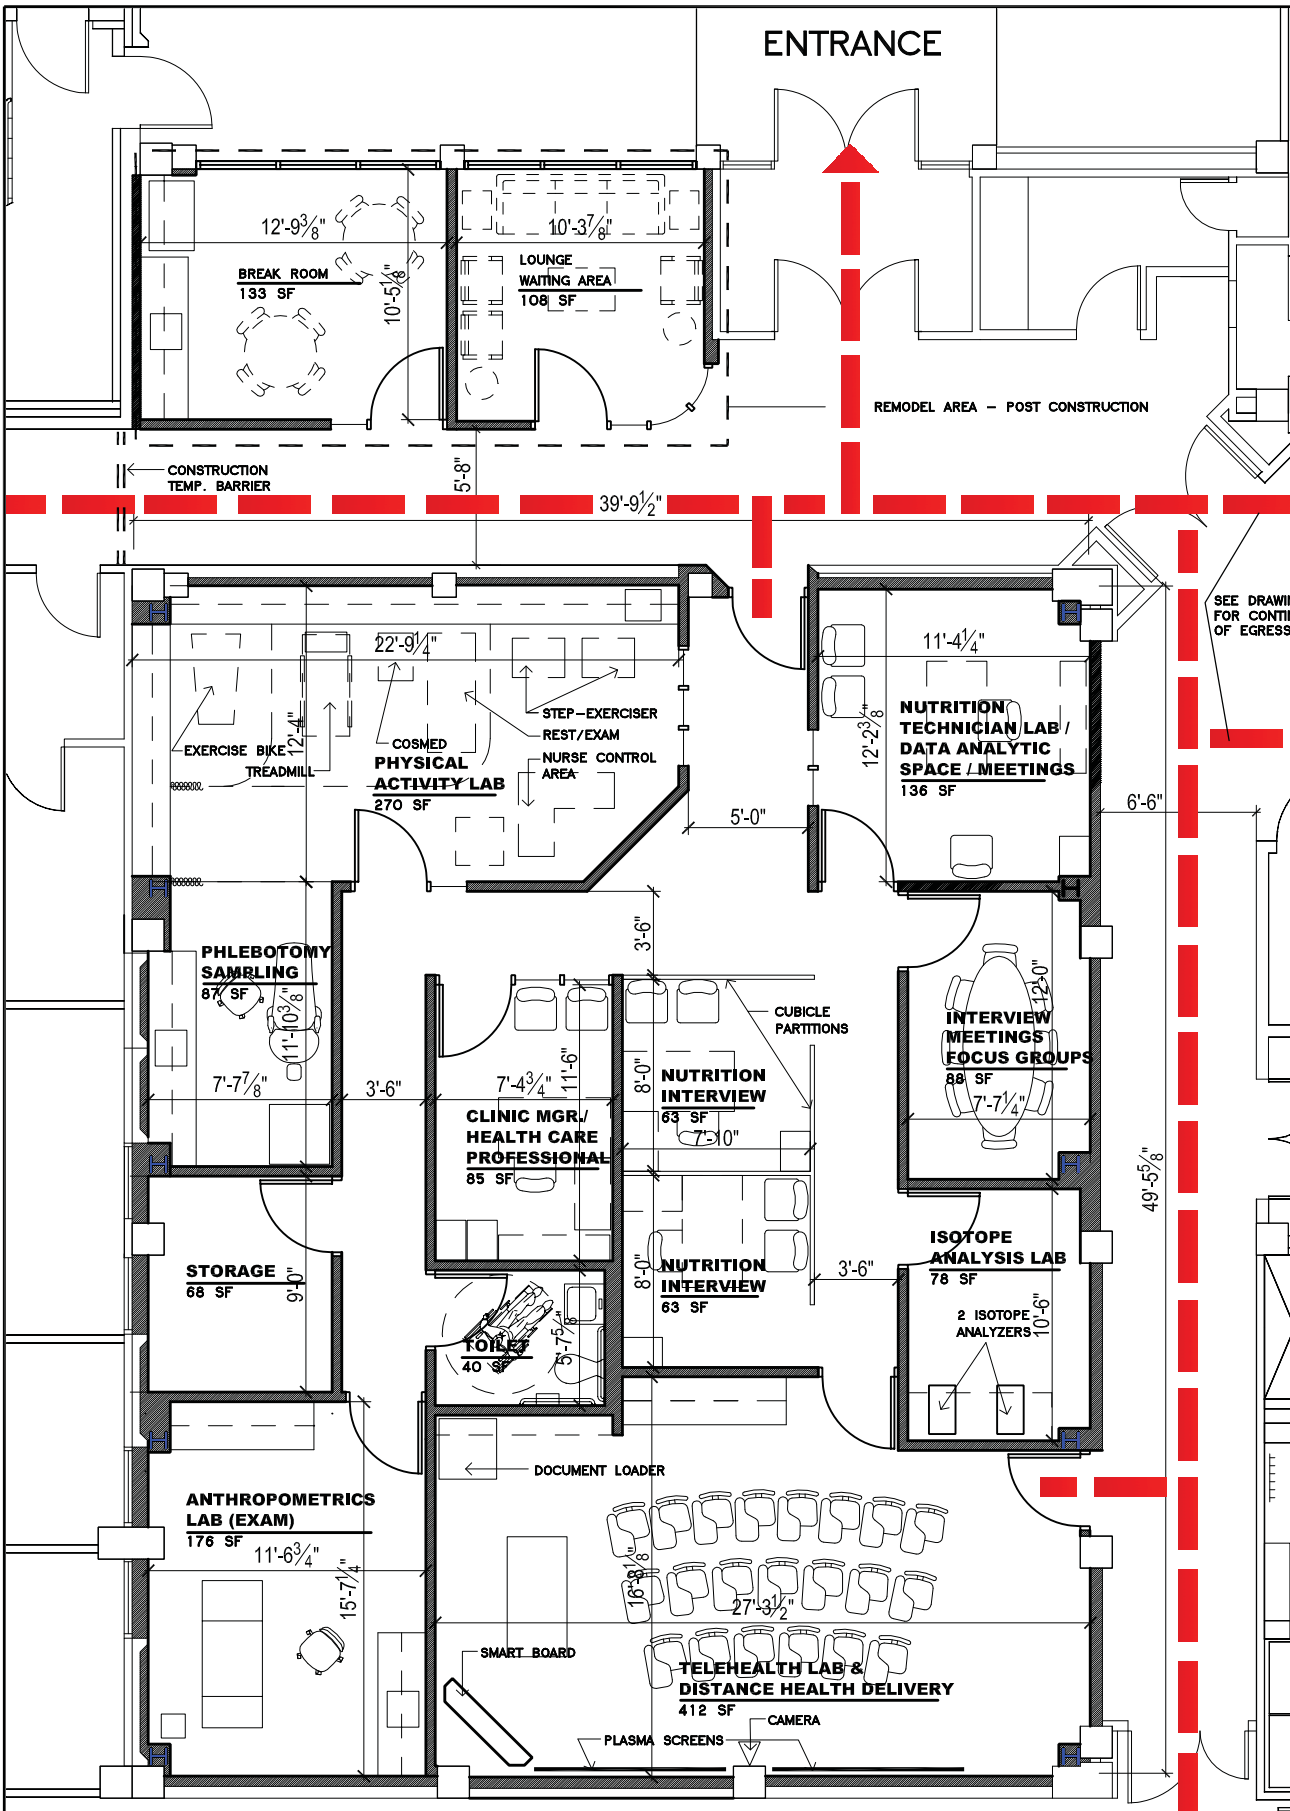 ENTRANCE
12'-9 3/8"
10'-3 7/8"
BREAK ROOM
133 SF
10'-5 1/8"
LOUNGE
WAITING AREA
108 SF
REMODEL AREA - POST CONSTRUCTION
CONSTRUCTION
TEMP. BARRIER
5'-8"
39'-9 1/2"
SEE DRAWI
FOR CONTI
OF EGRESS
22'-9 1/4"
11'-4 1/4"
12'-4"
EXERCISE BIKE
TREADMILL
COSMED
PHYSICAL
ACTIVITY LAB
270 SF
STEP-EXERCISER
REST/EXAM
NURSE CONTROL
AREA
12'-2 3/8"
NUTRITION
TECHNICIAN LAB /
DATA ANALYTIC
SPACE / MEETINGS
136 SF
5'-0"
6'-6"
H
H
H
H
3'-6"
PHLEBOTOMY
SAMPLING
87 SF
11'-10 3/8"
7'-7 7/8"
3'-6"
7'-4 3/4"
11'-6"
CLINIC MGR./
HEALTH CARE
PROFESSIONAL
85 SF
CUBICLE
PARTITIONS
8'-0"
NUTRITION
INTERVIEW
63 SF
7'-10"
12'-0"
INTERVIEW
MEETINGS
FOCUS GROUPS
88 SF
7'-7 1/4"
H
H
49'-5 5/8"
STORAGE
68 SF
9'-0"
TOILET
40 SF
5'-7 5/8"
8'-0"
NUTRITION
INTERVIEW
63 SF
3'-6"
ISOTOPE
ANALYSIS LAB
78 SF
2 ISOTOPE
ANALYZERS
10'-6"
H
H
DOCUMENT LOADER
ANTHROPOMETRICS
LAB (EXAM)
176 SF
11'-6 3/4"
15'-7 1/4"
16'-8 1/8"
27'-3 1/2"
SMART BOARD
TELEHEALTH LAB &
DISTANCE HEALTH DELIVERY
412 SF
CAMERA
PLASMA SCREENS
H
H